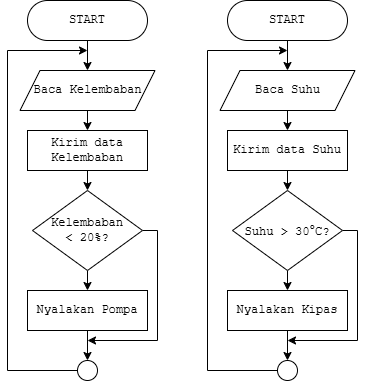 START
Baca Kelembaban
Kirim data
Kelembaban
Kelembaban
< 20%?
Nyalakan Pompa
START
Baca Suhu
Kirim data Suhu
Suhu > 30°C?
Nyalakan Kipas